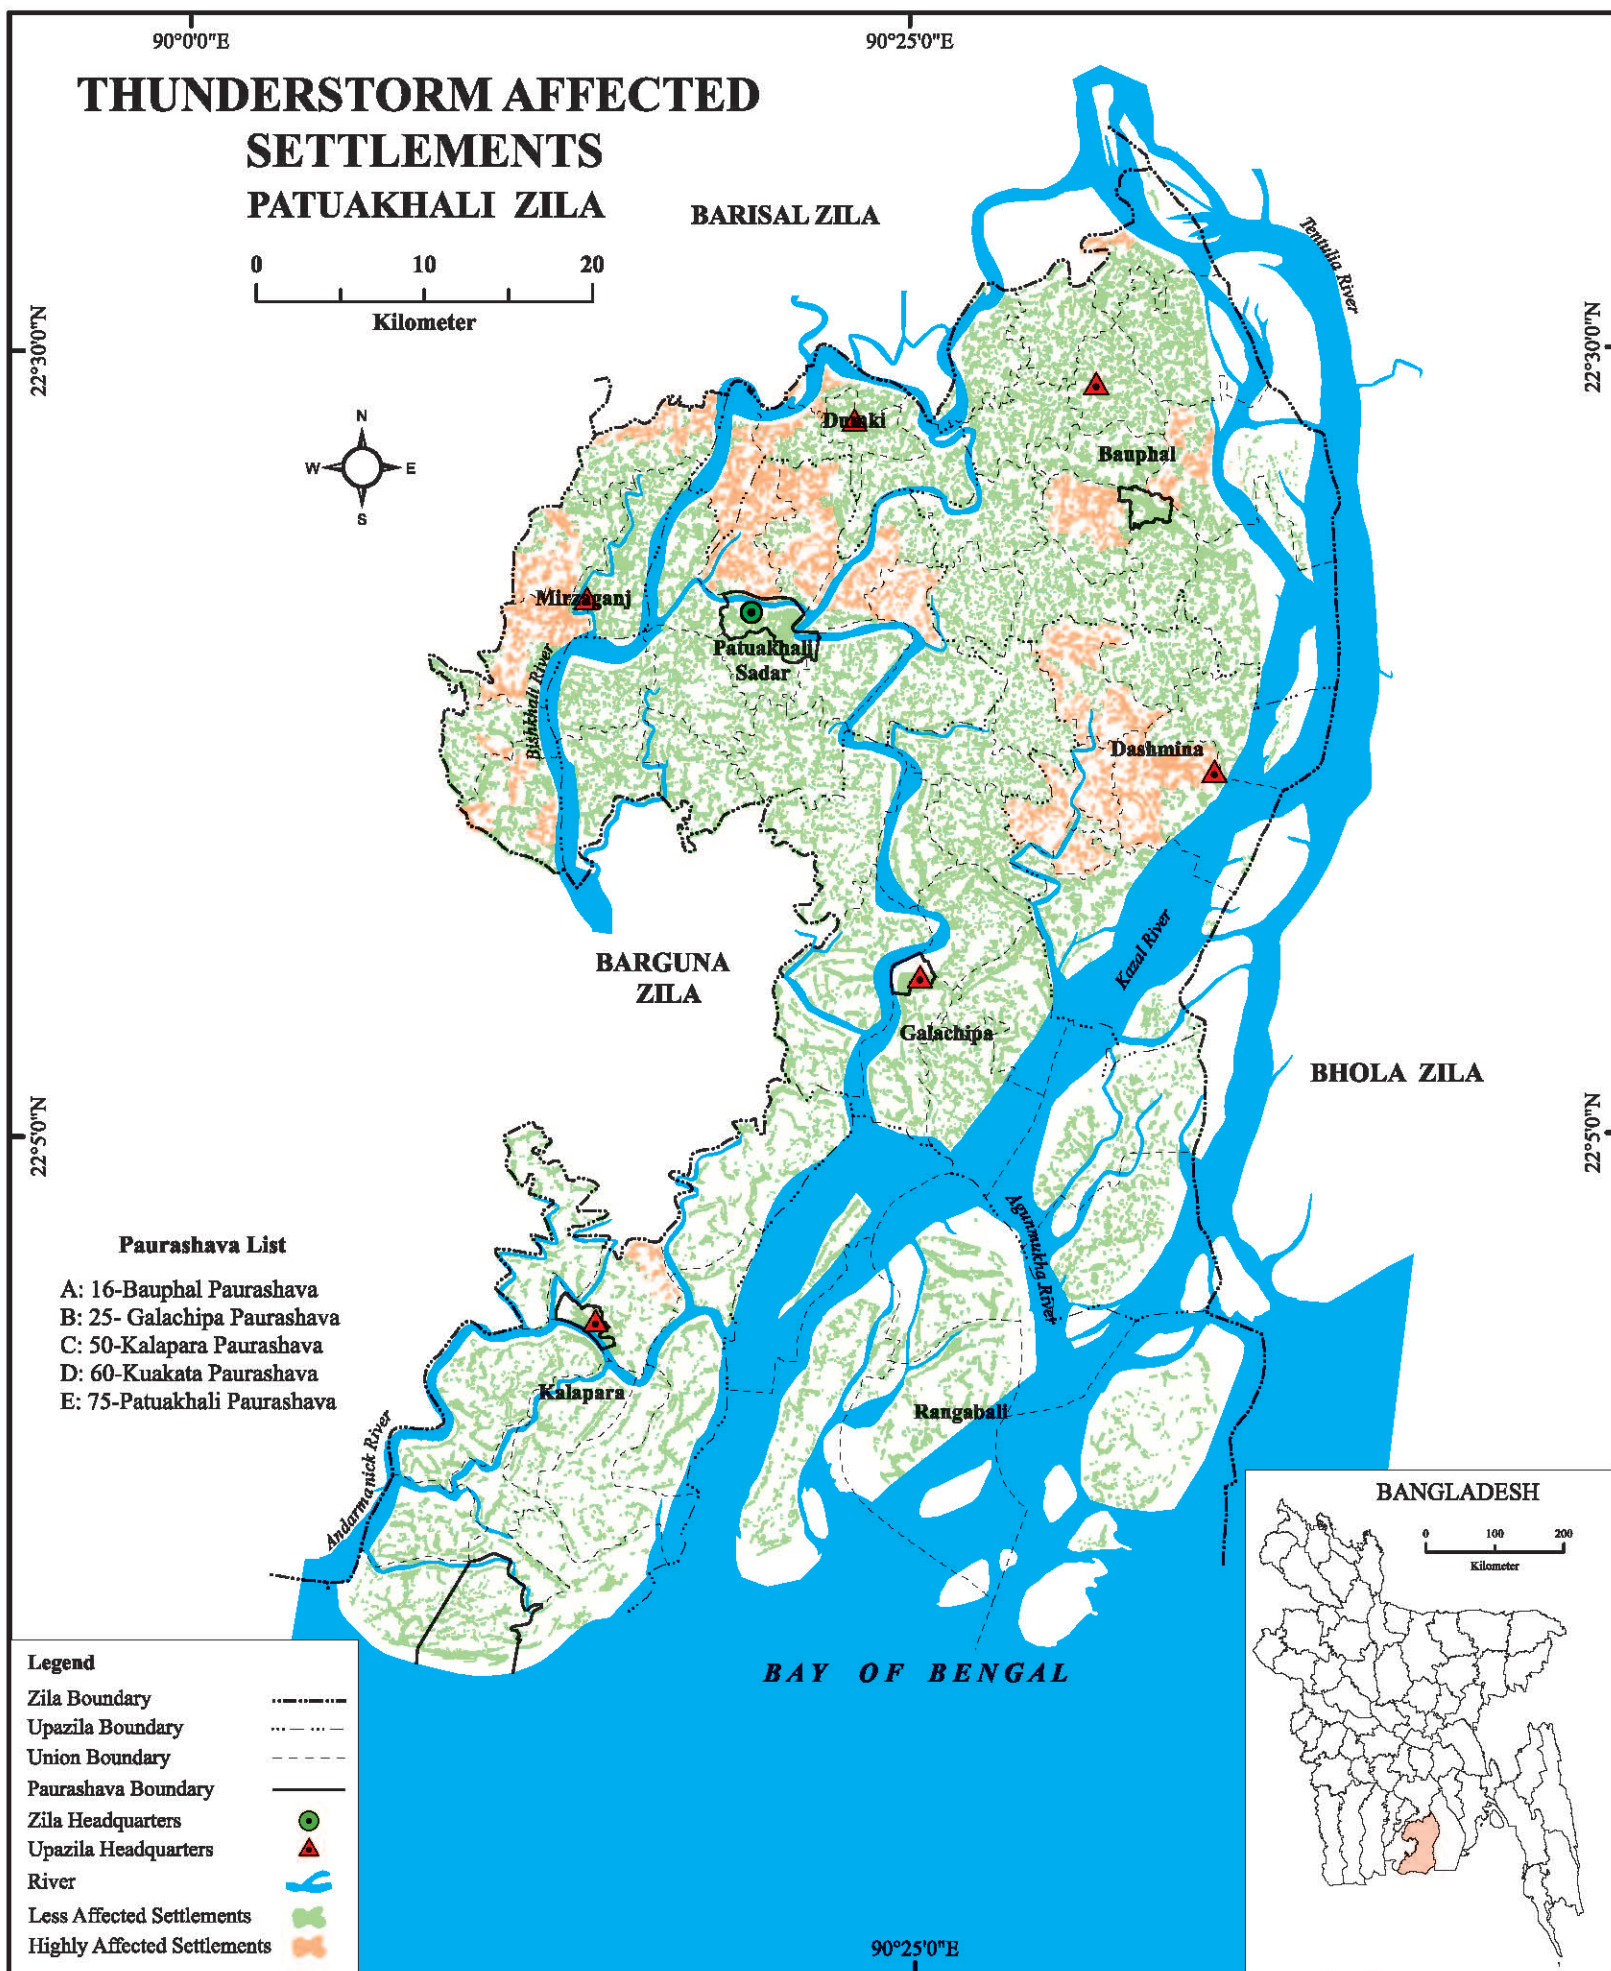 90°0'0"E
90°25'0"E
THUNDERSTORM AFFECTED
SETTLEMENTS
PATUAKHALI ZILA
BARISAL ZILA
0 10 20
Kilometer
Tentulia River
22°30'0"N
22°30'0"N
N
W E
S
Dumki
Bauphal
Mirzaganj
Patuakhali
Sadar
Bishkhali River
Dashmina
Kazal River
BARGUNA
ZILA
Galachipa
BHOLA ZILA
22°5'0"N
22°5'0"N
Agunmukha River
Paurashava List
A: 16-Bauphal Paurashava
B: 25- Galachipa Paurashava
C: 50-Kalapara Paurashava
D: 60-Kuakata Paurashava
E: 75-Patuakhali Paurashava
Kalapara
Rangabali
Andarmanick River
BAY OF BENGAL
BANGLADESH
0 100 200
Kilometer
Legend
Zila Boundary
Upazila Boundary
Union Boundary
Paurashava Boundary
Zila Headquarters
Upazila Headquarters
River
Less Affected Settlements
Highly Affected Settlements
90°25'0"E